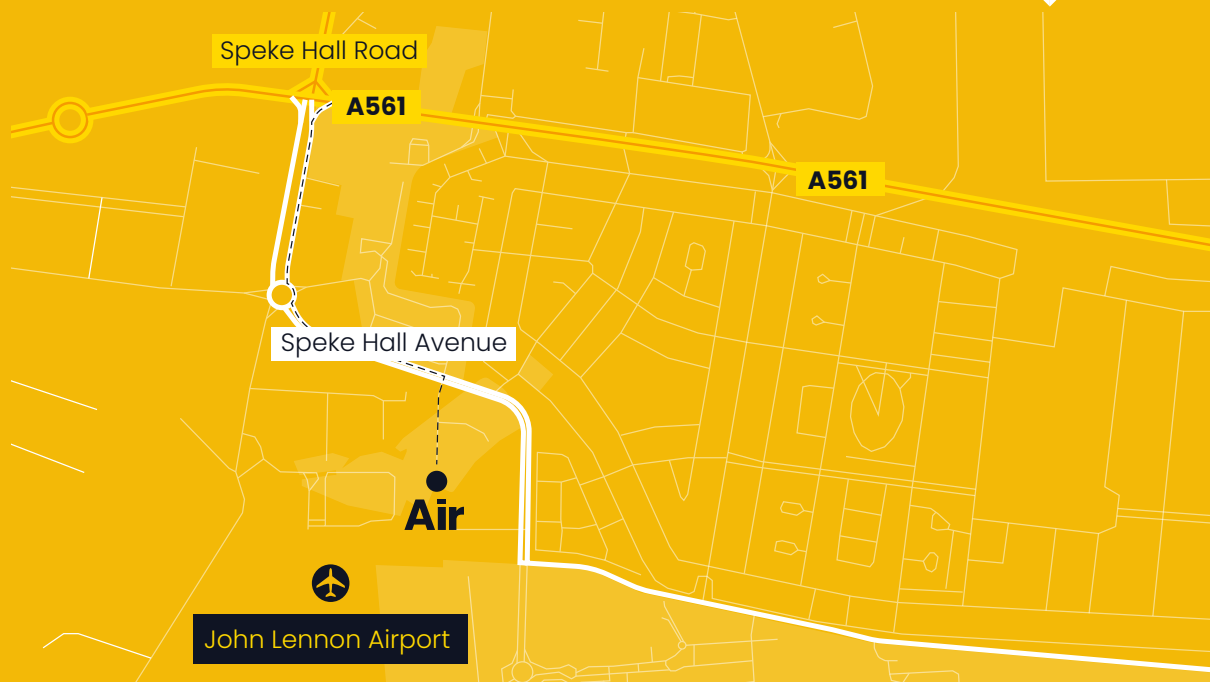 Speke Hall Road
A561
A561
Speke Hall Avenue
Air
John Lennon Airport